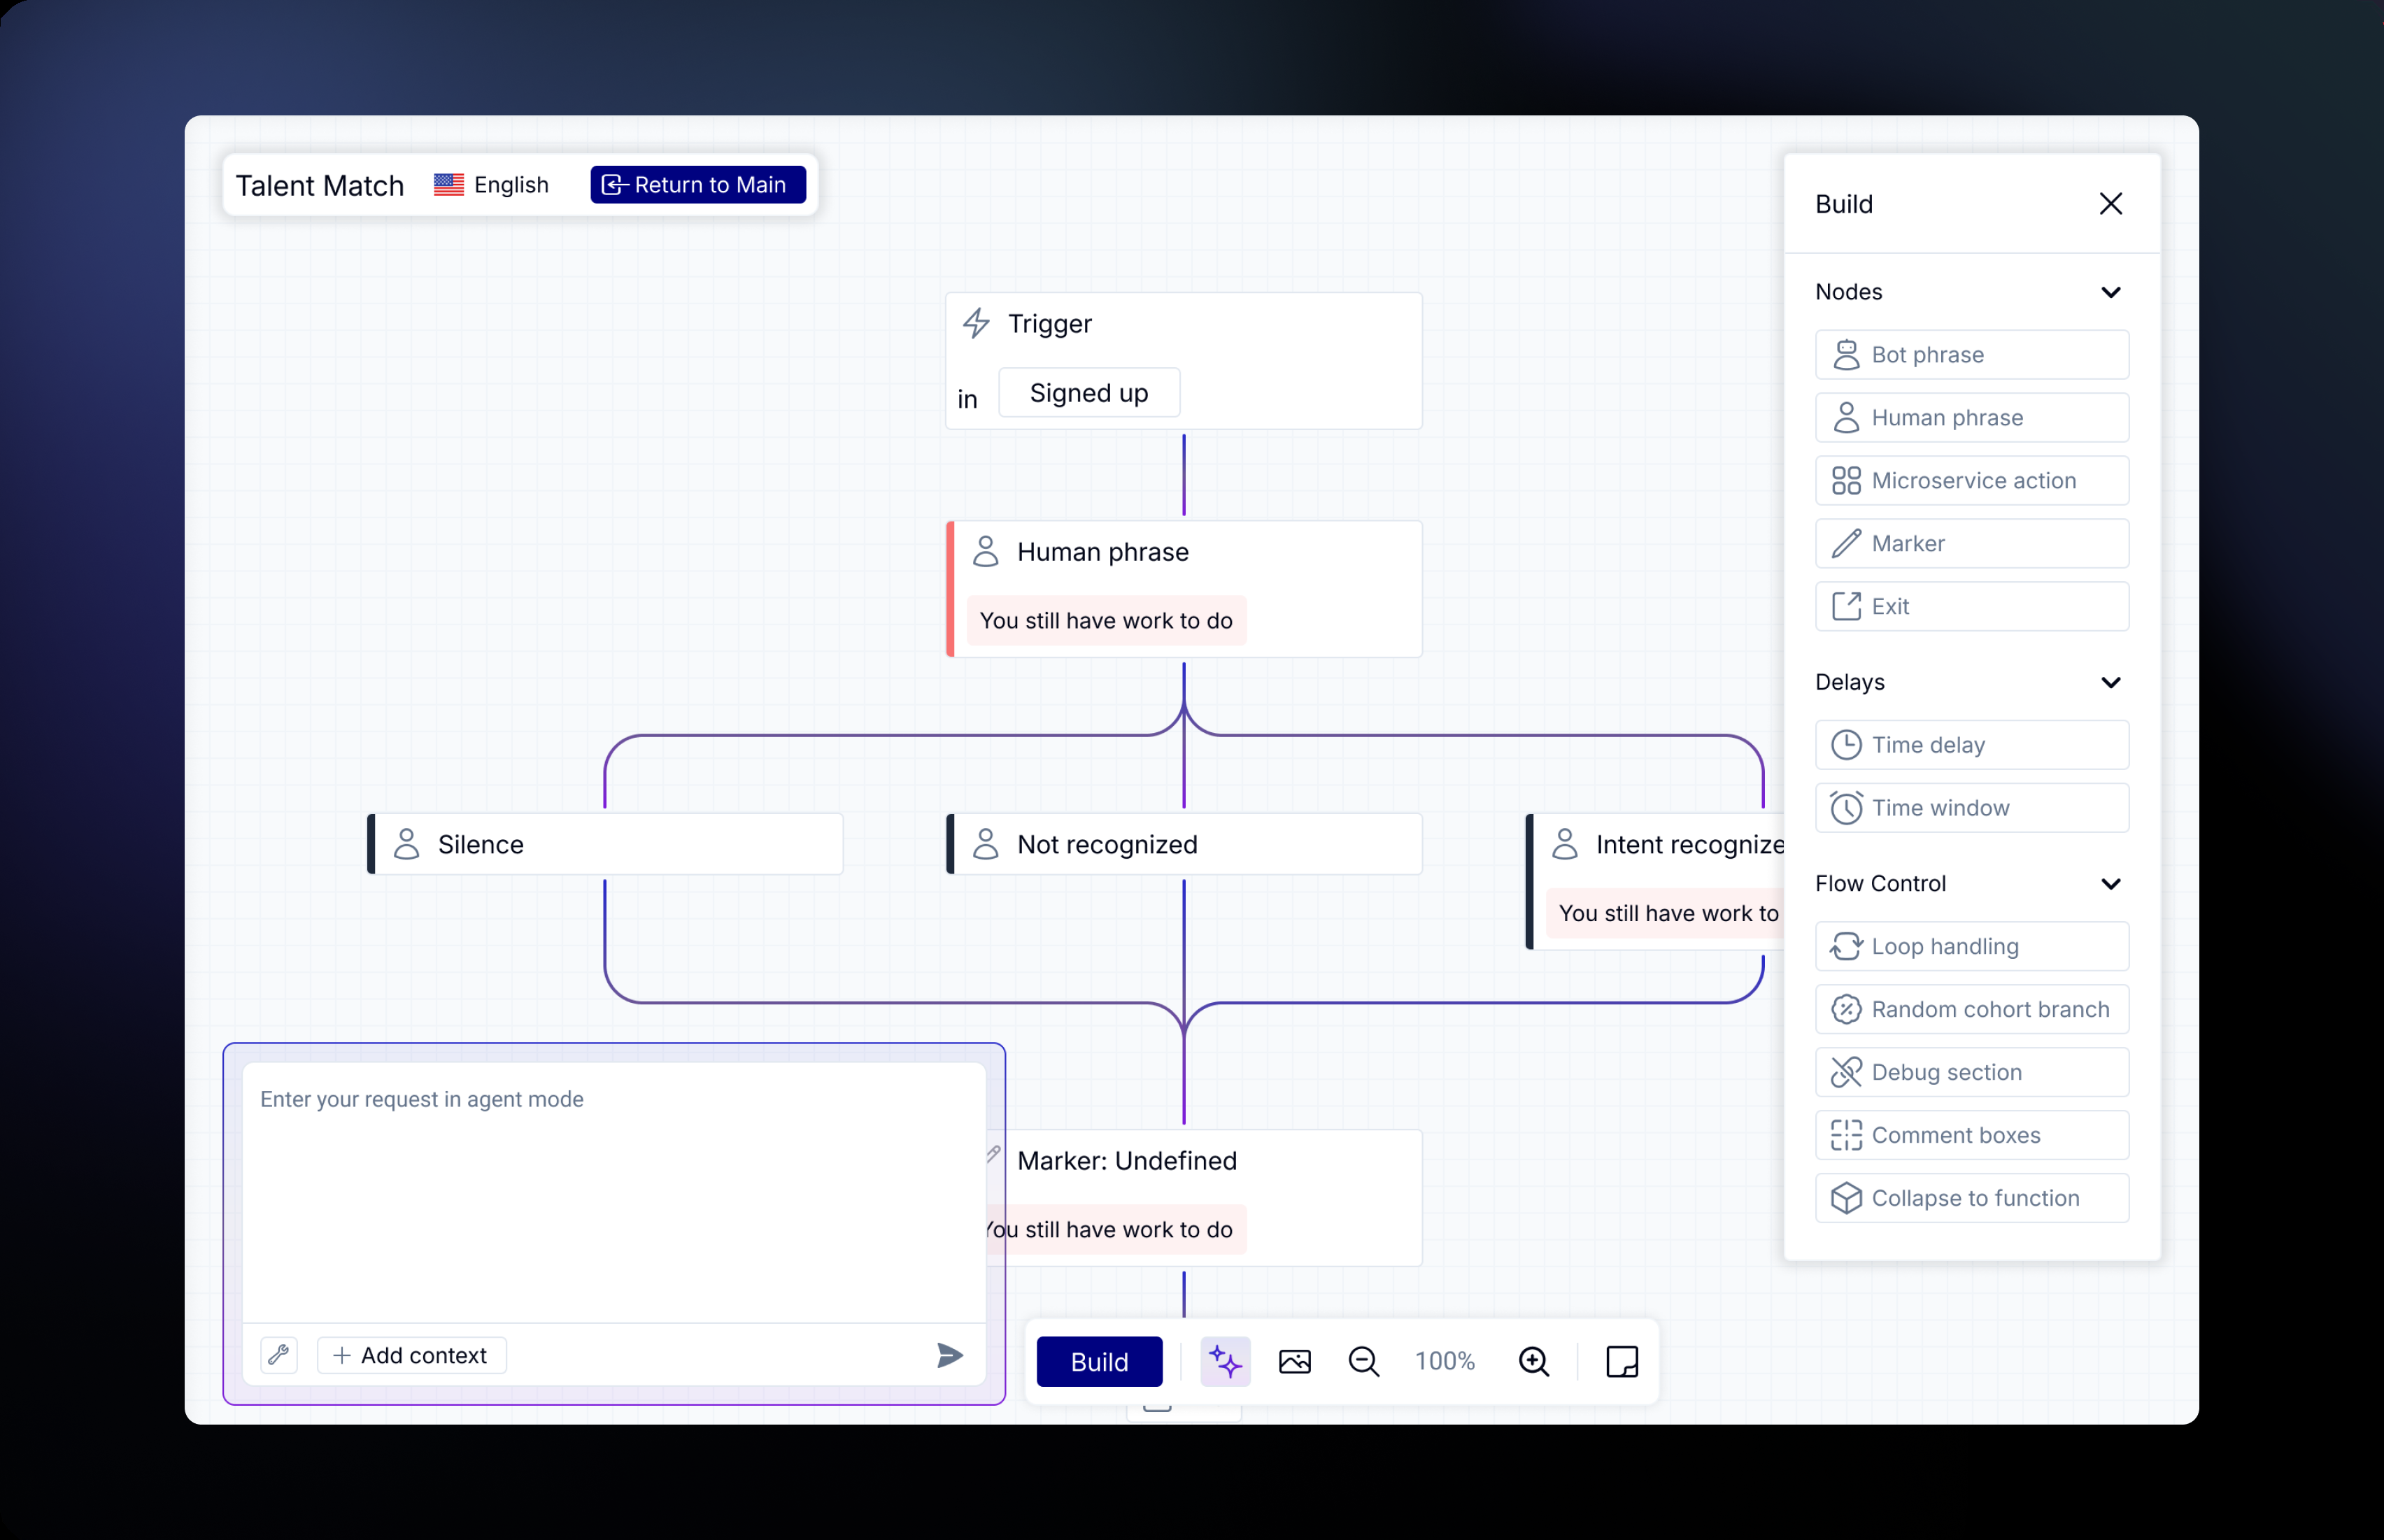 Talent Match
English
Return to Main
Trigger
in
Signed up
Human phrase
You still have work to do
Silence
Not recognized
Intent recognize
You still have work to
Marker: Undefined
You still have work to do
Enter your request in agent mode
Add context
Build
100%
Build
Nodes
Bot phrase
Human phrase
Microservice action
Marker
Exit
Delays
Time delay
Time window
Flow Control
Loop handling
Random cohort branch
Debug section
Comment boxes
Collapse to function